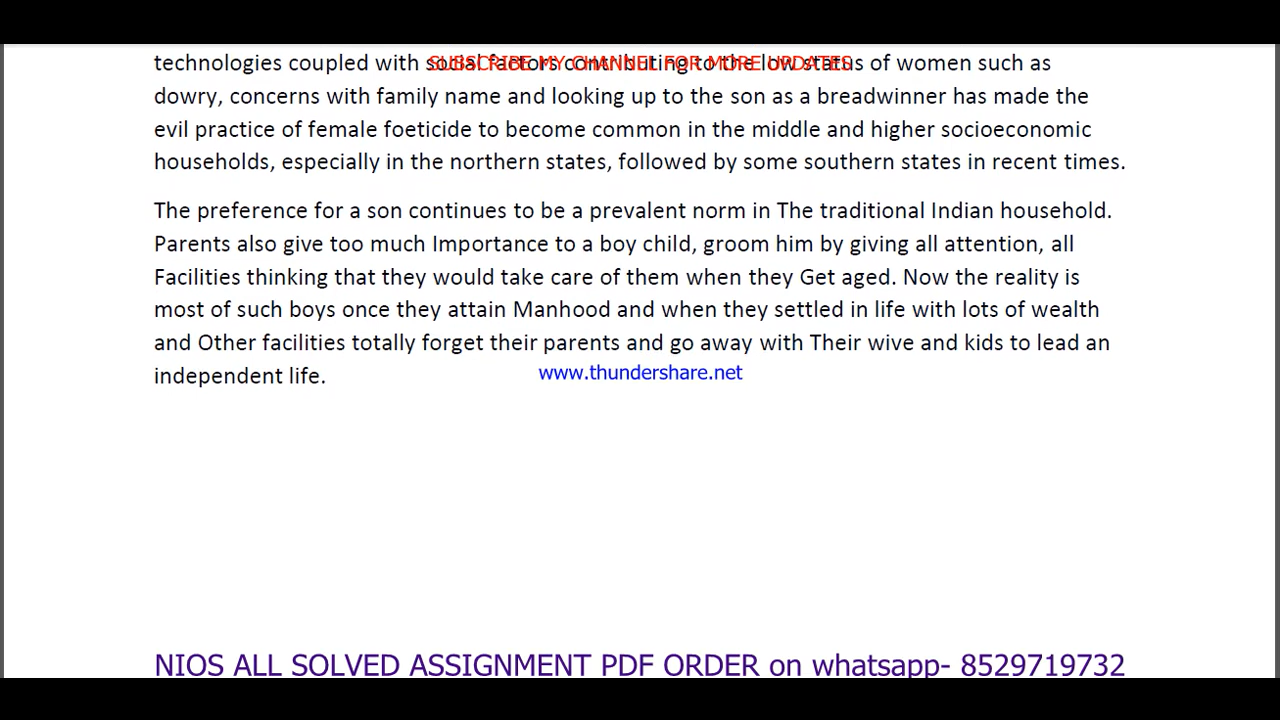 technologies coupled with social factors contributing to the low status of women such as
SUBSCRIBE MY CHANNEL FOR MORE UPDATES
dowry, concerns with family name and looking up to the son as a breadwinner has made the
evil practice of female foeticide to become common in the middle and higher socioeconomic
households, especially in the northern states, followed by some southern states in recent times.
The preference for a son continues to be a prevalent norm in The traditional Indian household.
Parents also give too much Importance to a boy child, groom him by giving all attention, all
Facilities thinking that they would take care of them when they Get aged. Now the reality is
most of such boys once they attain Manhood and when they settled in life with lots of wealth
and Other facilities totally forget their parents and go away with Their wive and kids to lead an
independent life.
www.thundershare.net
NIOS ALL SOLVED ASSIGNMENT PDF ORDER on whatsapp- 8529719732